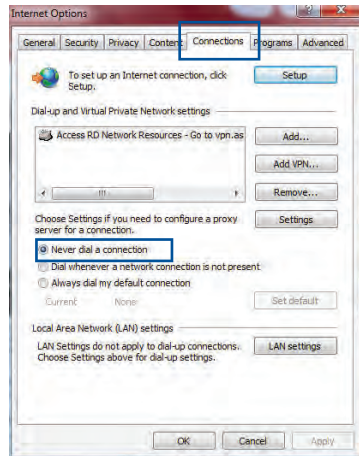 Internet Options
General Security Privacy Content Connections Programs Advanced
To set up an Internet connection, click
Setup.
Setup
Dial-up and Virtual Private Network settings
Access RD Network Resources - Go to vpn.as
Add...
Add VPN...
Remove...
Choose Settings if you need to configure a proxy
server for a connection.
Settings
Never dial a connection
Dial whenever a network connection is not present
Always dial my default connection
Current None
Set default
Local Area Network (LAN) settings
LAN Settings do not apply to dial-up connections.
Choose Settings above for dial-up settings.
LAN settings
OK Cancel Apply